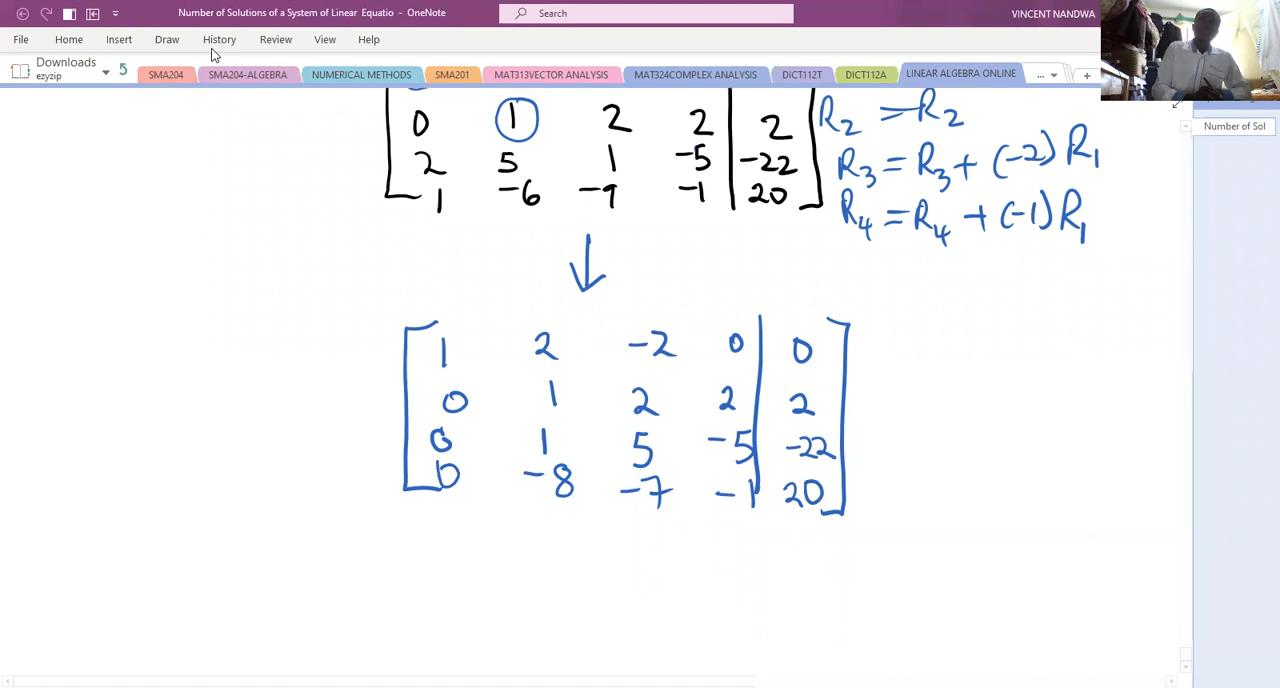 Number of Solutions of a System of Linear Equatio - OneNote
Search
VINCENT NANDWA
File Home Insert Draw History Review View Help
Downloads
ezyzip
SMA204 SMA204-ALGEBRA NUMERICAL METHODS SMA201 MAT313VECTOR ANALYSIS MAT324COMPLEX ANALYSIS DICT112T DICT112A LINEAR ALGEBRA ONLINE ... +
Number of Sol
0 1 2 2 | 2 R2 = R2
2 5 1 -5 | -22 R3 = R3 + (-2) R1
1 -6 -9 -1 | 20 R4 = R4 + (-1) R1
↓
1 2 -2 0 | 0
0 1 2 2 | 2
0 1 5 -5 | -22
0 -8 -7 -1 | 20